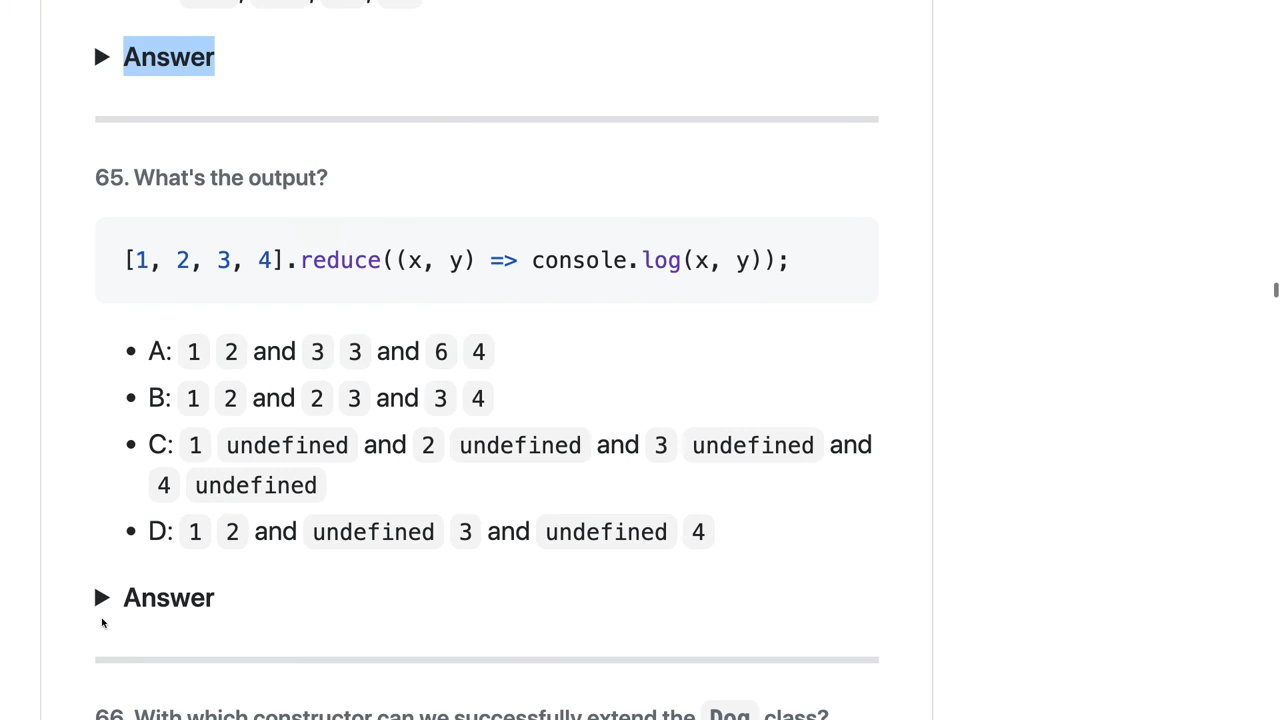 ▶ Answer
65. What's the output?
[1, 2, 3, 4].reduce((x, y) => console.log(x, y));
• A: 1 2 and 3 3 and 6 4
• B: 1 2 and 2 3 and 3 4
• C: 1 undefined and 2 undefined and 3 undefined and
4 undefined
• D: 1 2 and undefined 3 and undefined 4
▶ Answer
66. With which constructor can we successfully extend the Dog class?